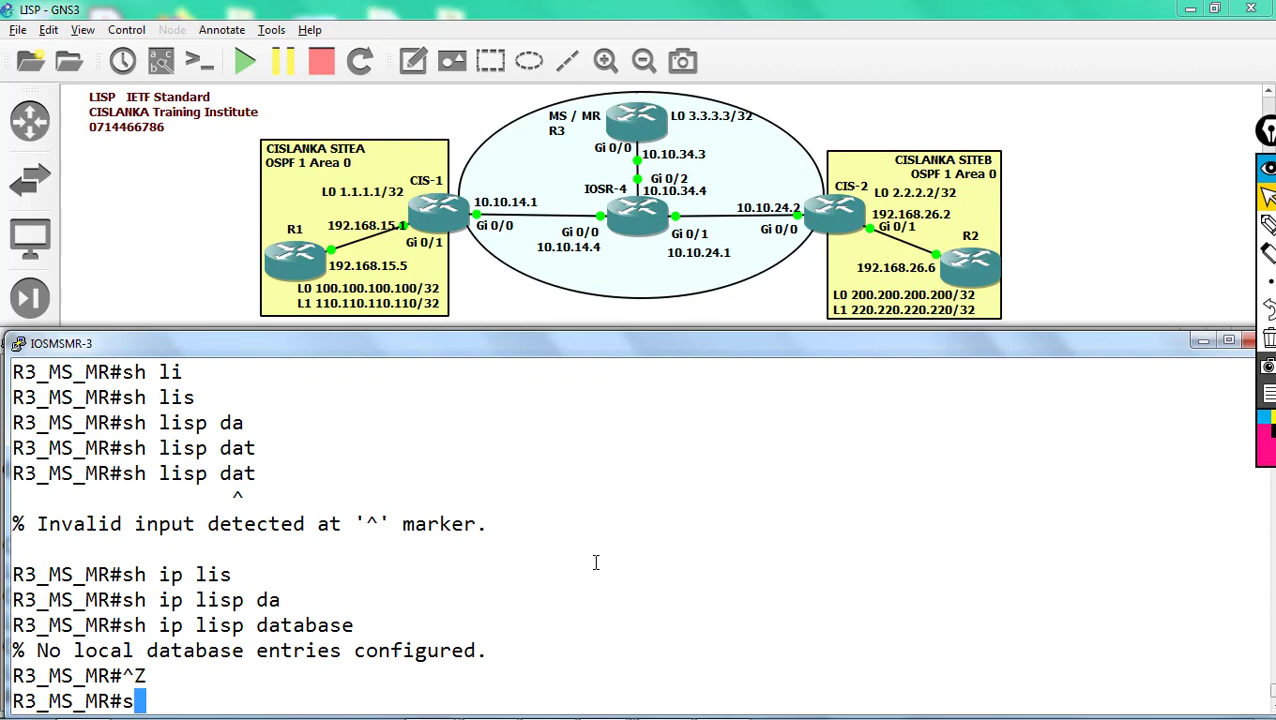 LISP - GNS3
File Edit View Control Node Annotate Tools Help
LISP IETF Standard
CISLANKA Training Institute
0714466786
MS / MR
R3
L0 3.3.3.3/32
Gi 0/0
10.10.34.3
Gi 0/2
10.10.34.4
IOSR-4
CISLANKA SITEA
OSPF 1 Area 0
CIS-1
L0 1.1.1.1/32
192.168.15.1
Gi 0/1
R1
192.168.15.5
L0 100.100.100.100/32
L1 110.110.110.110/32
10.10.14.1
Gi 0/0
Gi 0/0
10.10.14.4
Gi 0/1
10.10.24.1
10.10.24.2
Gi 0/0
CISLANKA SITEB
OSPF 1 Area 0
CIS-2
L0 2.2.2.2/32
192.168.26.2
Gi 0/1
R2
192.168.26.6
L0 200.200.200.200/32
L1 220.220.220.220/32
IOSMSMR-3
R3_MS_MR#sh li
R3_MS_MR#sh lis
R3_MS_MR#sh lisp da
R3_MS_MR#sh lisp dat
R3_MS_MR#sh lisp dat
^
% Invalid input detected at '^' marker.
R3_MS_MR#sh ip lis
R3_MS_MR#sh ip lisp da
R3_MS_MR#sh ip lisp database
% No local database entries configured.
R3_MS_MR#^Z
R3_MS_MR#s